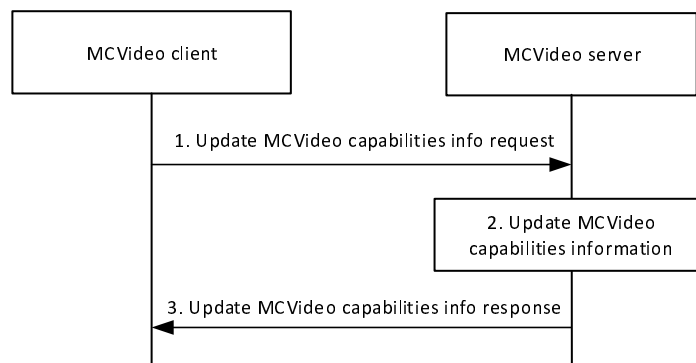 MCVideo client
MCVideo server
1. Update MCVideo capabilities info request
2. Update MCVideo
capabilities information
3. Update MCVideo capabilities info response